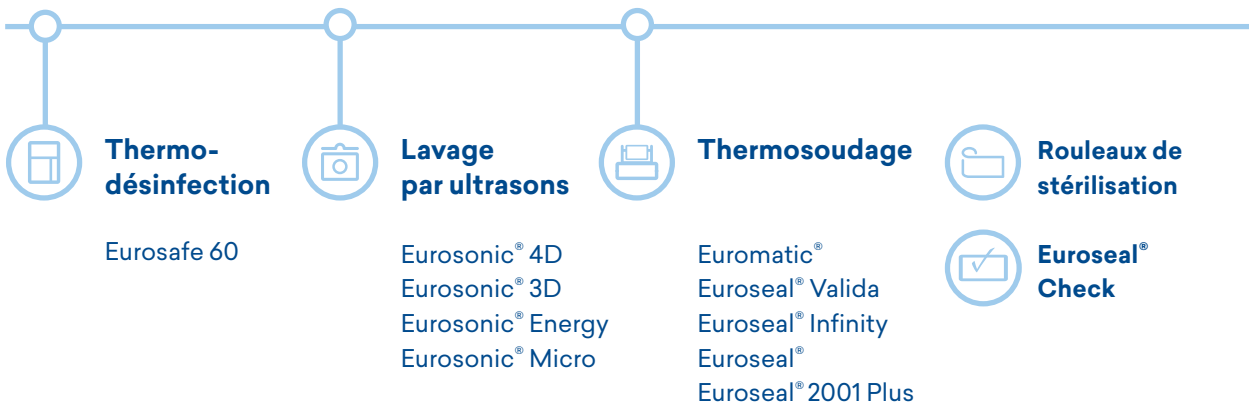 Thermo-
désinfection
Eurosafe 60
Lavage
par ultrasons
Eurosonic® 4D
Eurosonic® 3D
Eurosonic® Energy
Eurosonic® Micro
Thermosoudage
Euromatic®
Euroseal® Valida
Euroseal® Infinity
Euroseal®
Euroseal® 2001 Plus
Rouleaux de
stérilisation
Euroseal®
Check